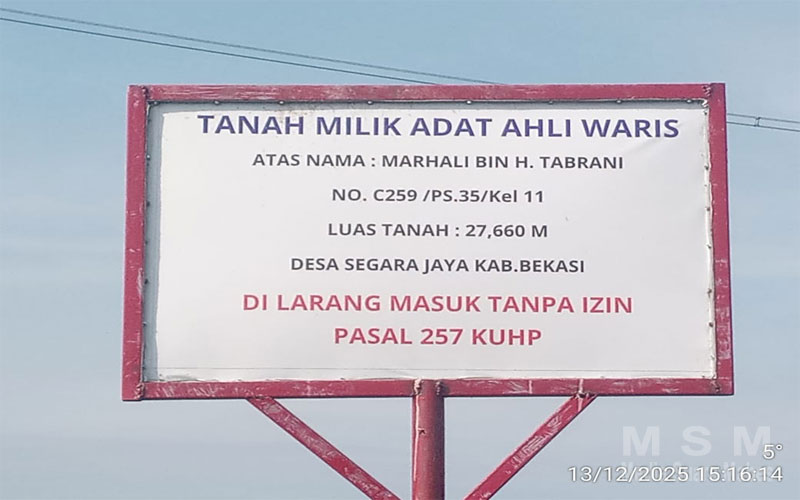 TANAH MILIK ADAT AHLI WARIS
ATAS NAMA : MARHALI BIN H. TABRANI
NO. C259 /PS.35/Kel 11
LUAS TANAH : 27,660 M
DESA SEGARA JAYA KAB.BEKASI
DI LARANG MASUK TANPA IZIN
PASAL 257 KUHP
M S M
5°
13/12/2025 15:16:14